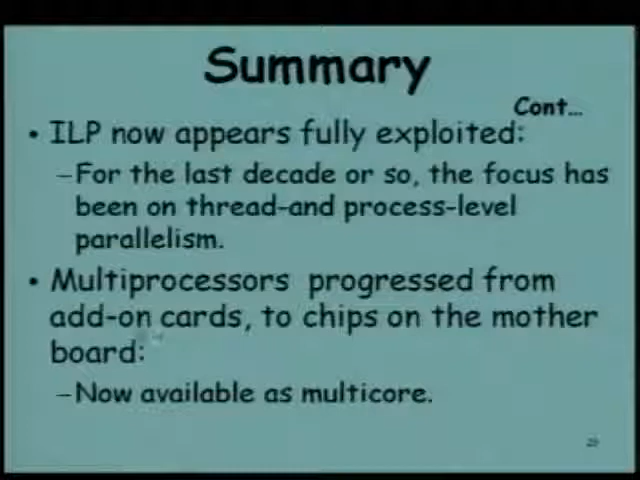 Summary
Cont...
• ILP now appears fully exploited:
–For the last decade or so, the focus has
been on thread-and process-level
parallelism.
• Multiprocessors progressed from
add-on cards, to chips on the mother
board:
–Now available as multicore.